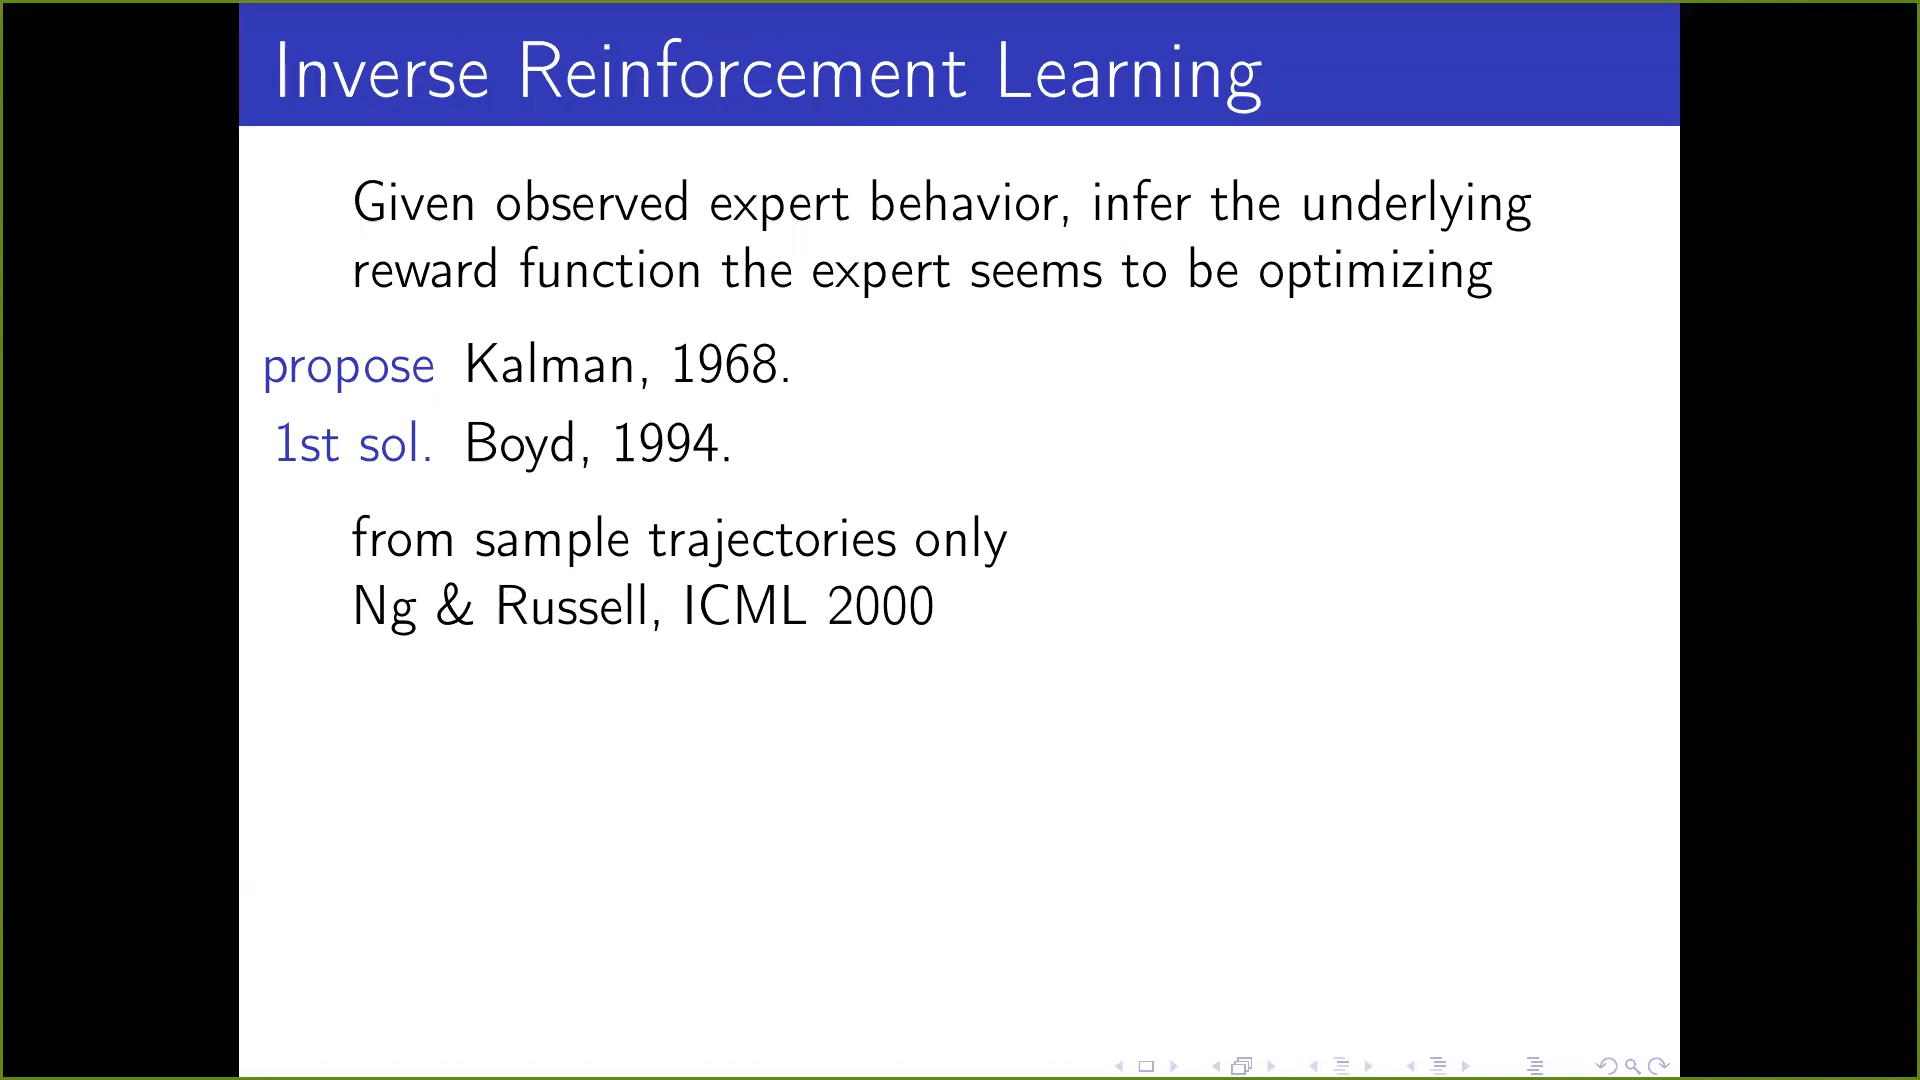 Inverse Reinforcement Learning
Given observed expert behavior, infer the underlying
reward function the expert seems to be optimizing
propose Kalman, 1968.
1st sol. Boyd, 1994.
from sample trajectories only
Ng & Russell, ICML 2000